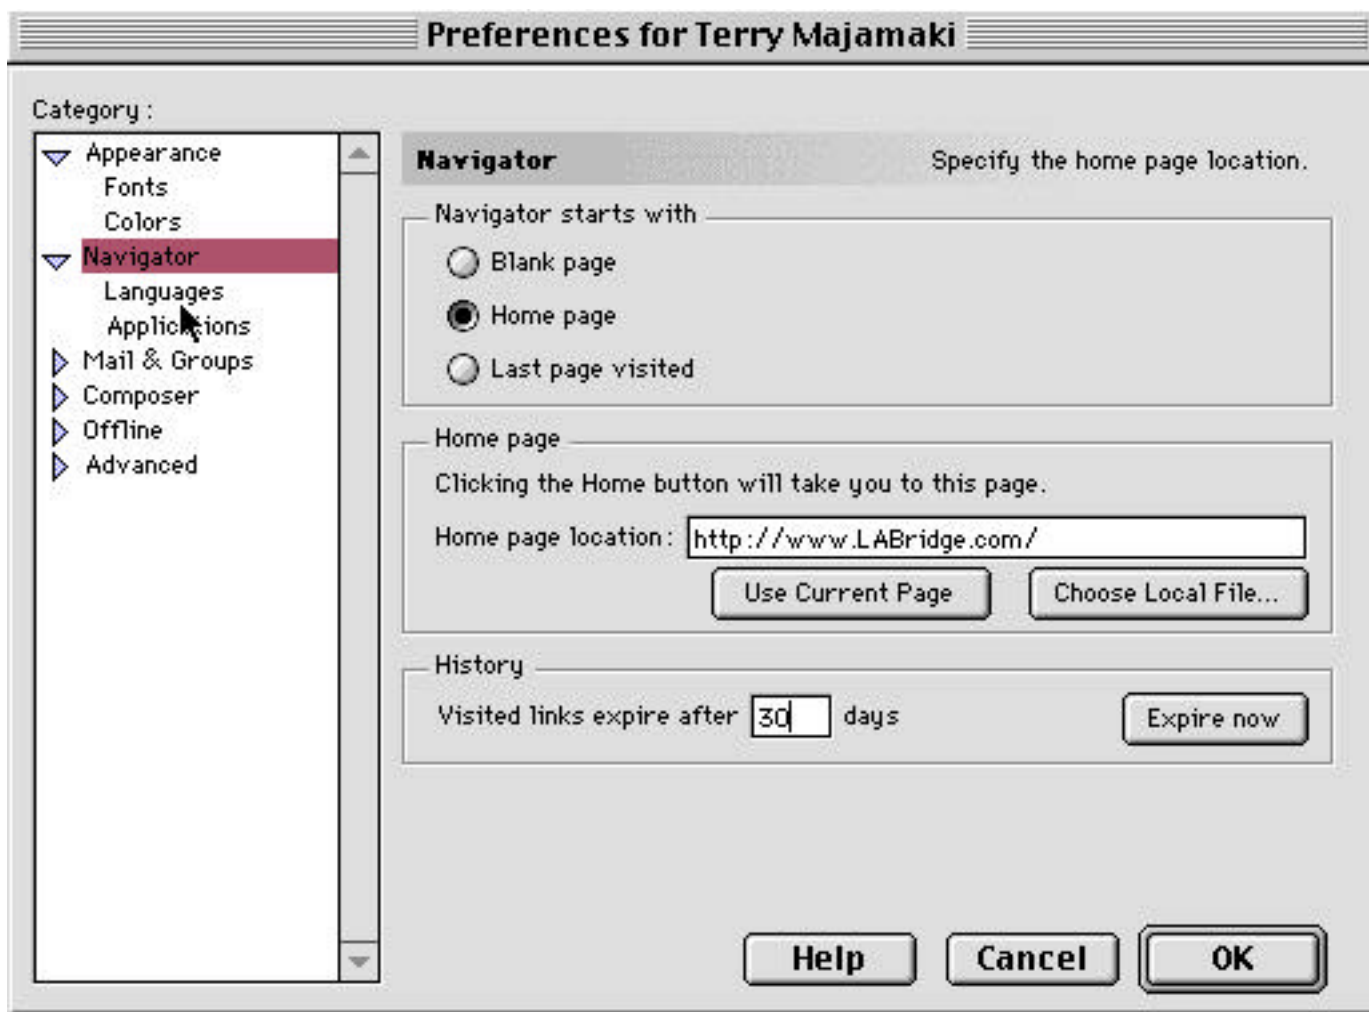 Preferences for Terry Majamaki
Category :
Appearance
Fonts
Colors
Navigator
Languages
Applications
Mail & Groups
Composer
Offline
Advanced
Navigator
Specify the home page location.
Navigator starts with
Blank page
Home page
Last page visited
Home page
Clicking the Home button will take you to this page.
Home page location: http://www.LABridge.com/
Use Current Page
Choose Local File...
History
Visited links expire after 30 days
Expire now
Help
Cancel
OK